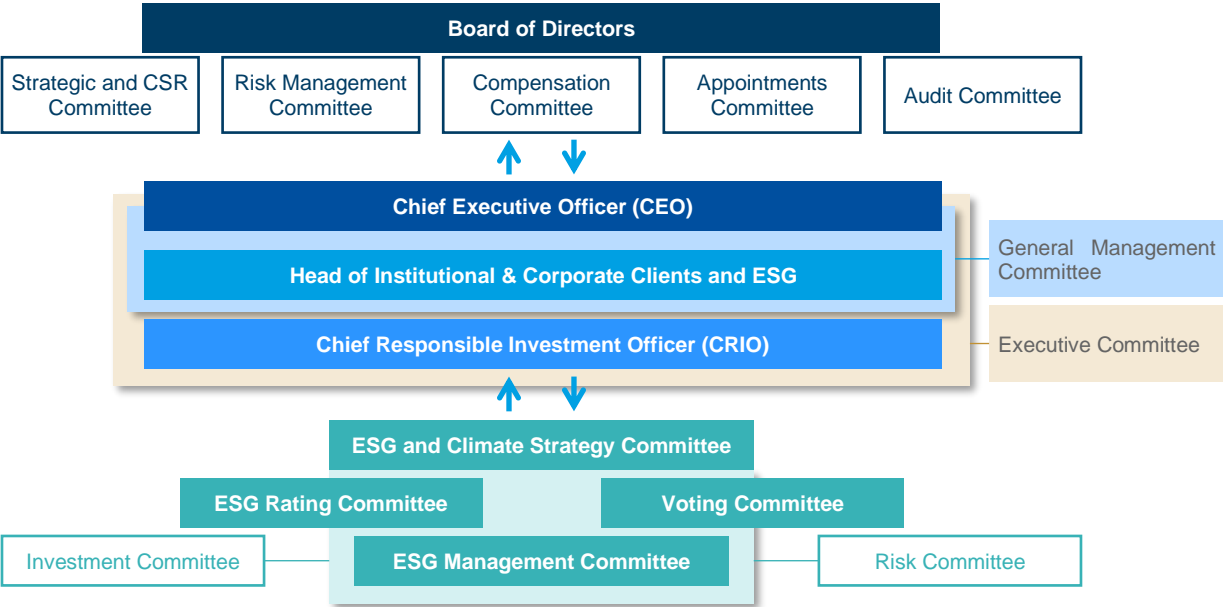 Board of Directors
Strategic and CSR
Committee
Risk Management
Committee
Compensation
Committee
Appointments
Committee
Audit Committee
Chief Executive Officer (CEO)
Head of Institutional & Corporate Clients and ESG
General Management
Committee
Chief Responsible Investment Officer (CRIO)
Executive Committee
ESG and Climate Strategy Committee
ESG Rating Committee
Voting Committee
Investment Committee
ESG Management Committee
Risk Committee